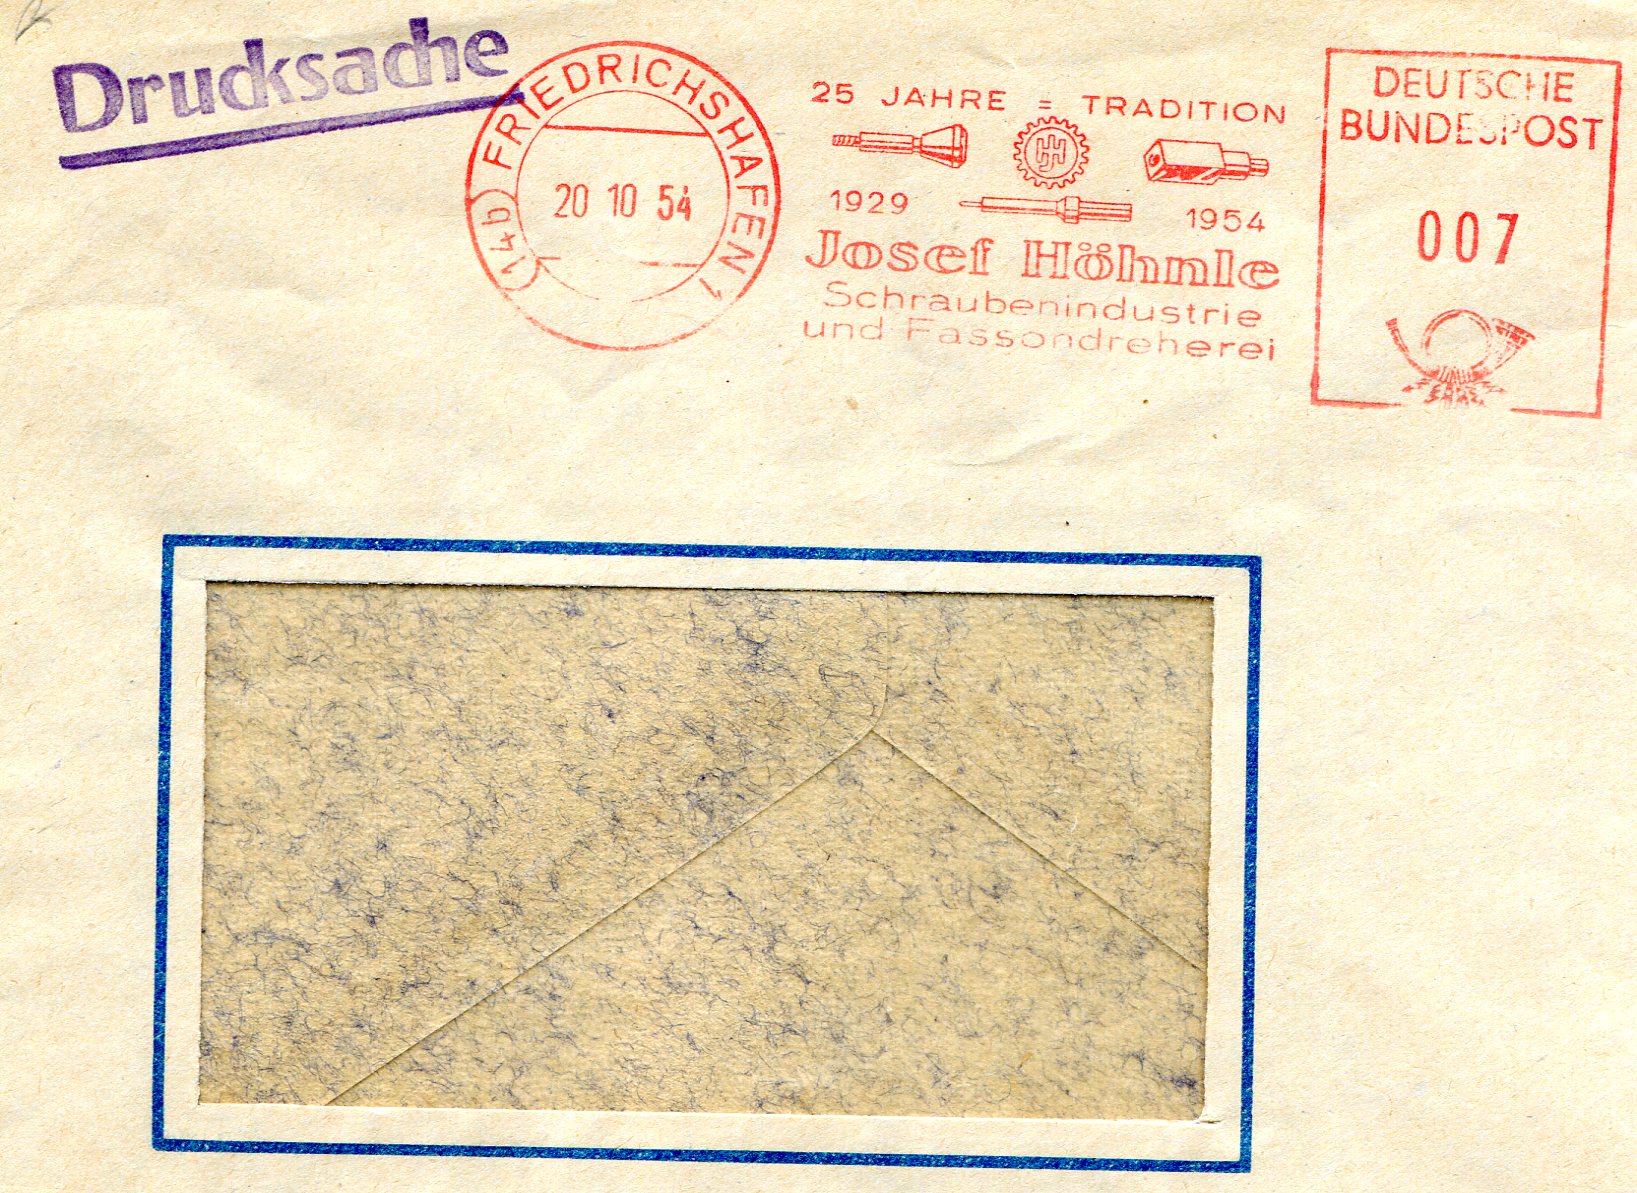 Drucksache
(14b) FRIEDRICHSHAFEN 1
20 10 54
25 JAHRE = TRADITION
1929
1954
Josef Höhnle
Schraubenindustrie
und Fassondreherei
DEUTSCHE
BUNDESPOST
007